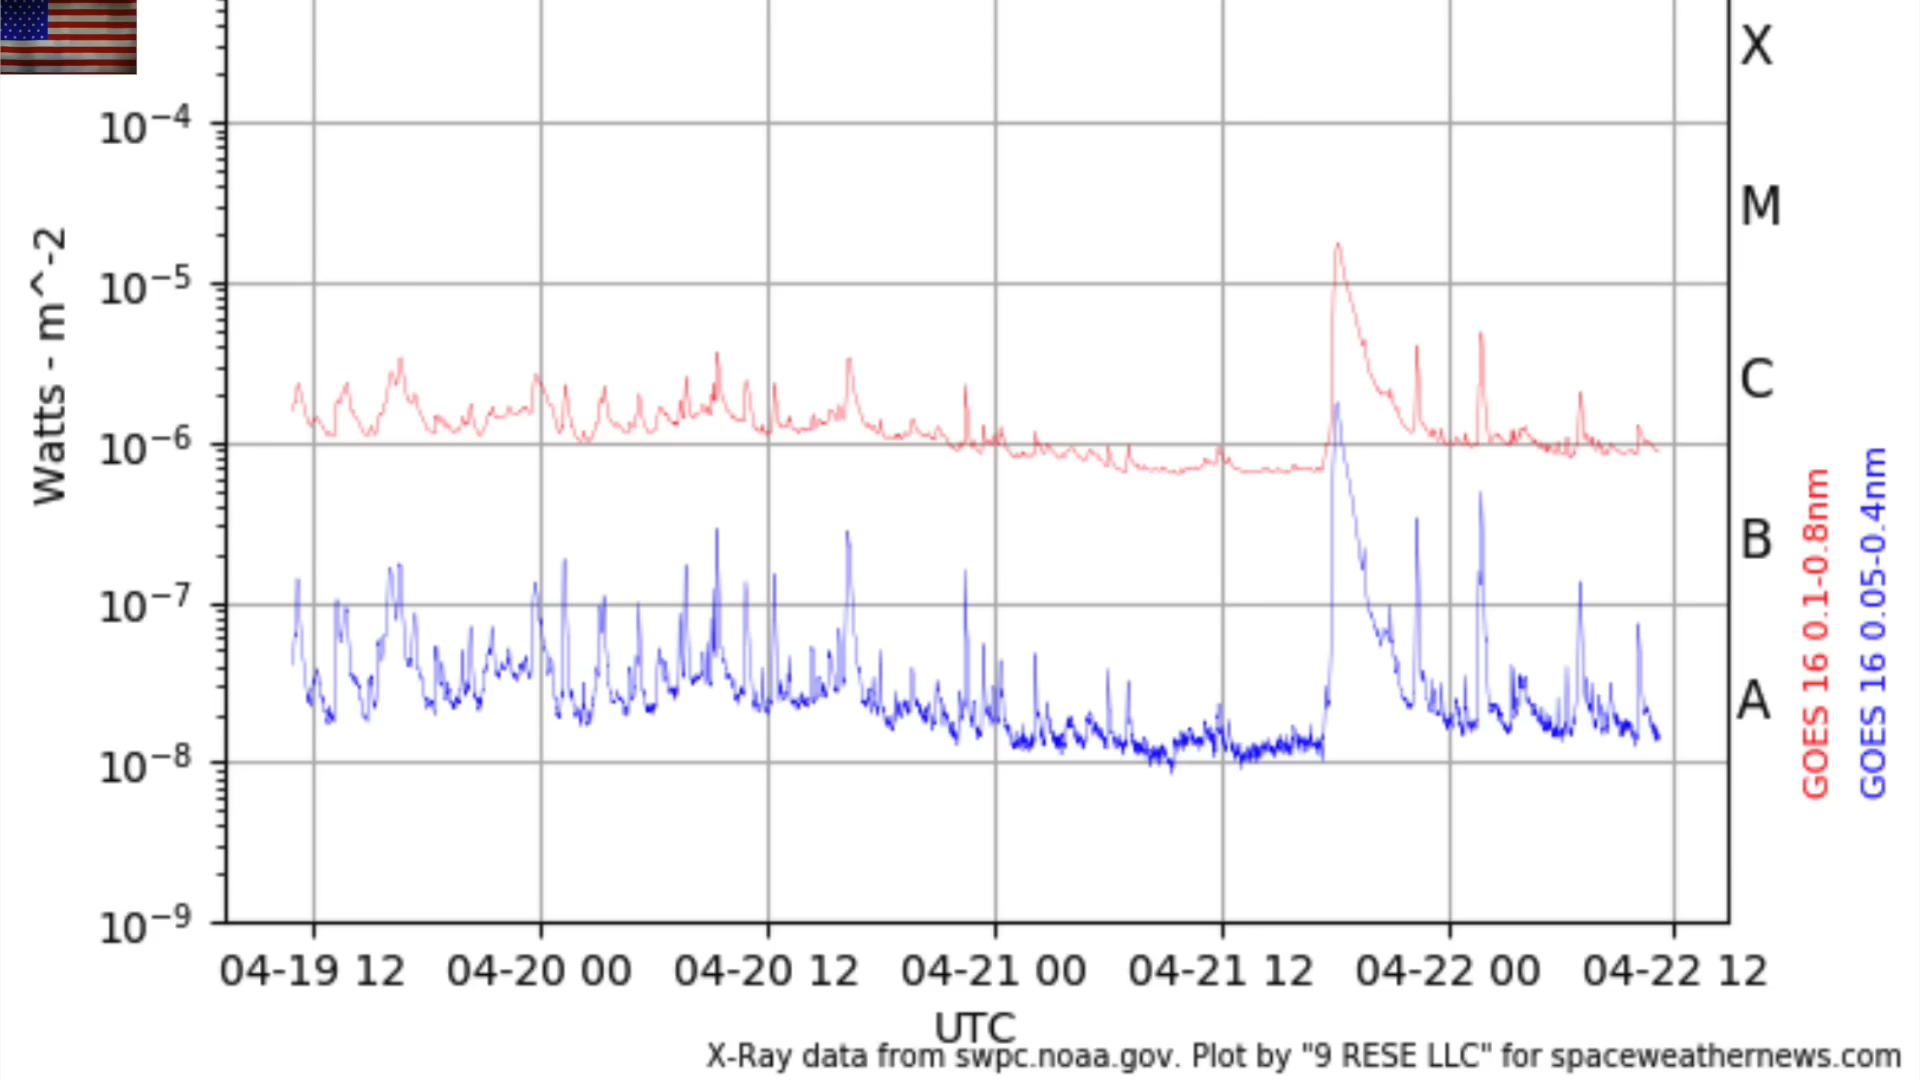 X
10−4
M
Watts - m^-2
10−5
C
10−6
B
10−7
A
10−8
10−9
GOES 16 0.1-0.8nm
GOES 16 0.05-0.4nm
04-19 12 04-20 00 04-20 12 04-21 00 04-21 12 04-22 00 04-22 12
UTC
X-Ray data from swpc.noaa.gov. Plot by "9 RESE LLC" for spaceweathernews.com